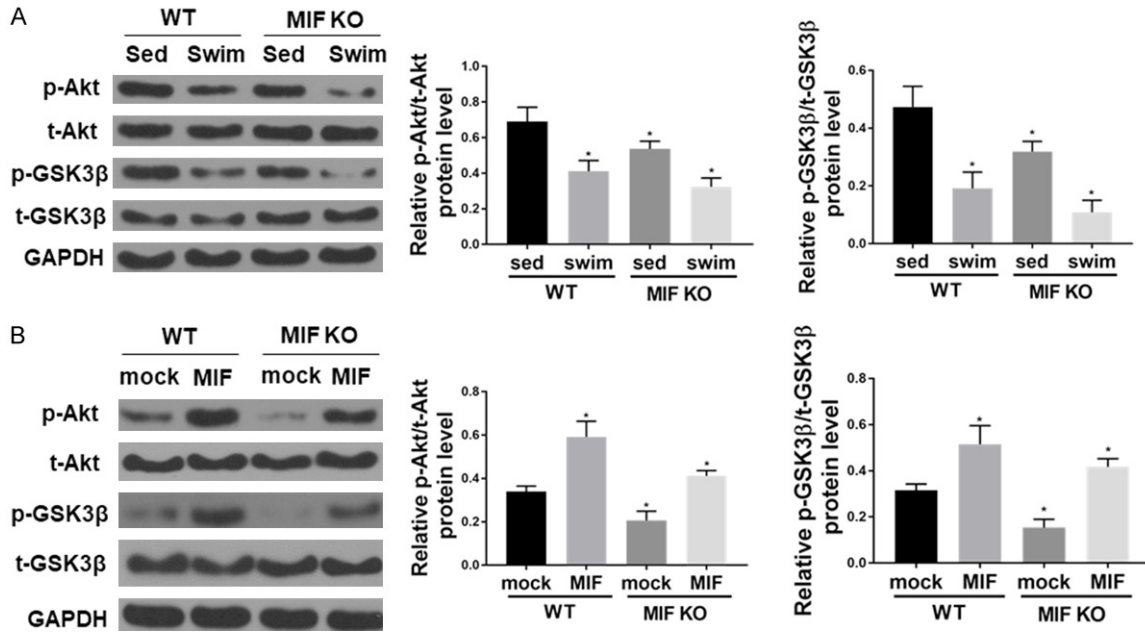 A
WT MIF KO
Sed Swim Sed Swim
p-Akt
t-Akt
p-GSK3β
t-GSK3β
GAPDH
Relative p-Akt/t-Akt
protein level
1.0
0.8
0.6
0.4
0.2
0.0
* * *
sed swim sed swim
WT MIF KO
Relative p-GSK3β/t-GSK3β
protein level
0.6
0.4
0.2
0.0
* * *
sed swim sed swim
WT MIF KO
B
WT MIF KO
mock MIF mock MIF
p-Akt
t-Akt
p-GSK3β
t-GSK3β
GAPDH
Relative p-Akt/t-Akt
protein level
0.8
0.6
0.4
0.2
0.0
* * *
mock MIF mock MIF
WT MIF KO
Relative p-GSK3β/t-GSK3β
protein level
0.8
0.6
0.4
0.2
0.0
* * *
mock MIF mock MIF
WT MIF KO